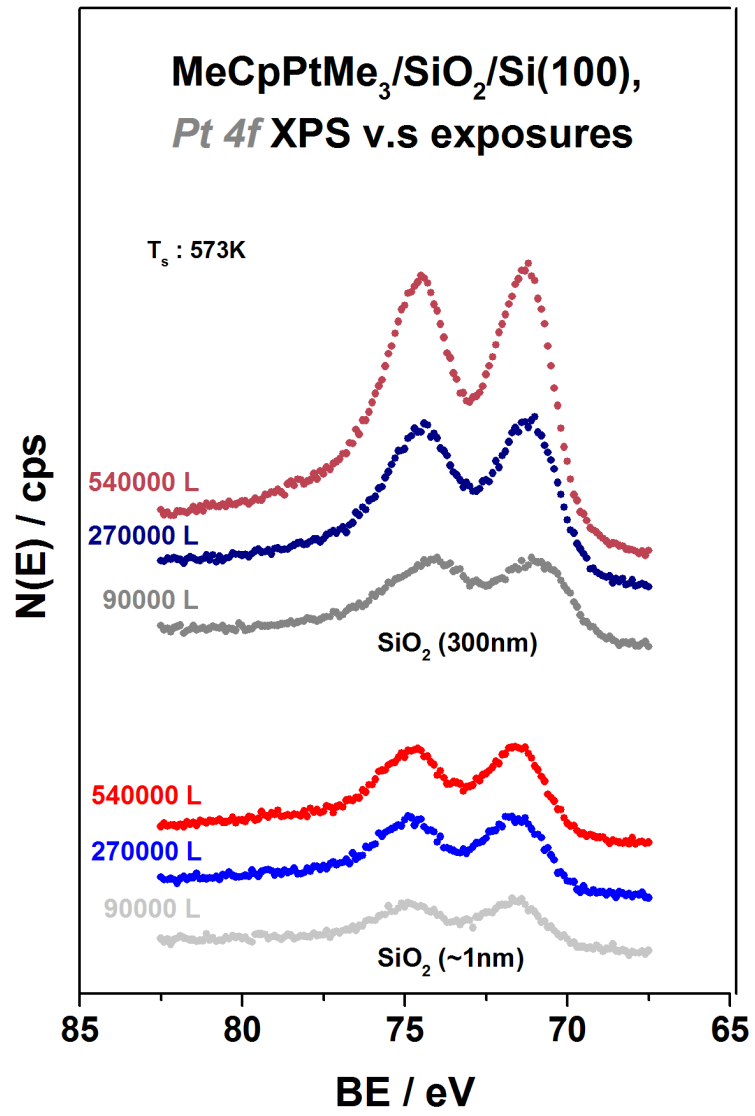 MeCpPtMe₃/SiO₂/Si(100),
Pt 4f XPS v.s exposures
Tₛ : 573K
540000 L
270000 L
90000 L
SiO₂ (300nm)
540000 L
270000 L
90000 L
SiO₂ (~1nm)
N(E) / cps
85 80 75 70 65
BE / eV